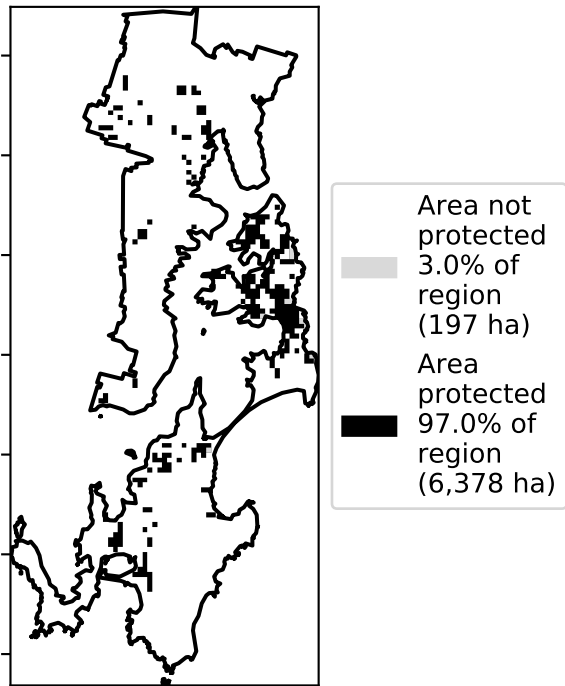 Area not
protected
3.0% of
region
(197 ha)
Area
protected
97.0% of
region
(6,378 ha)